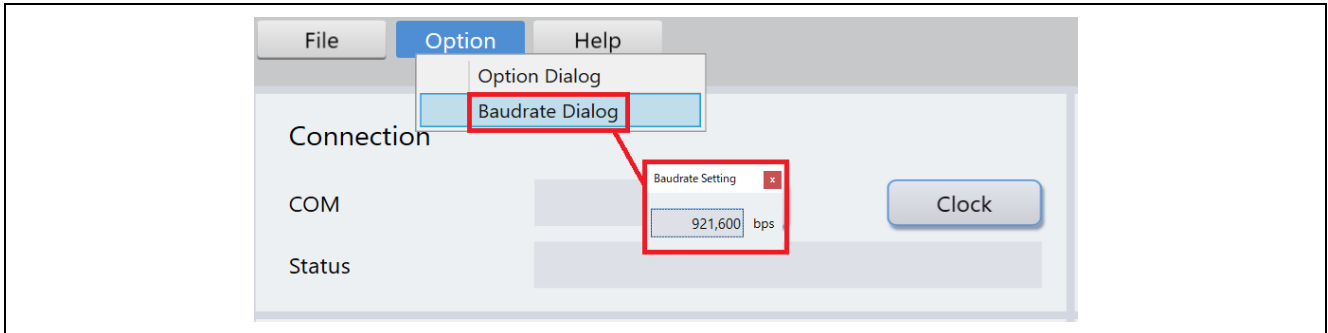 File Option Help
Option Dialog
Baudrate Dialog
Connection
Baudrate Setting x
COM Clock
921,600 bps
Status